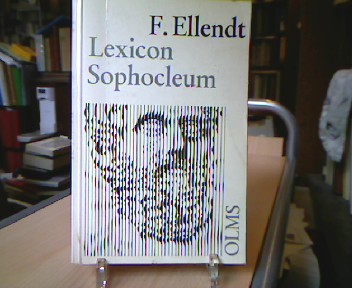 F. Ellendt
Lexicon
Sophocleum
OLMS